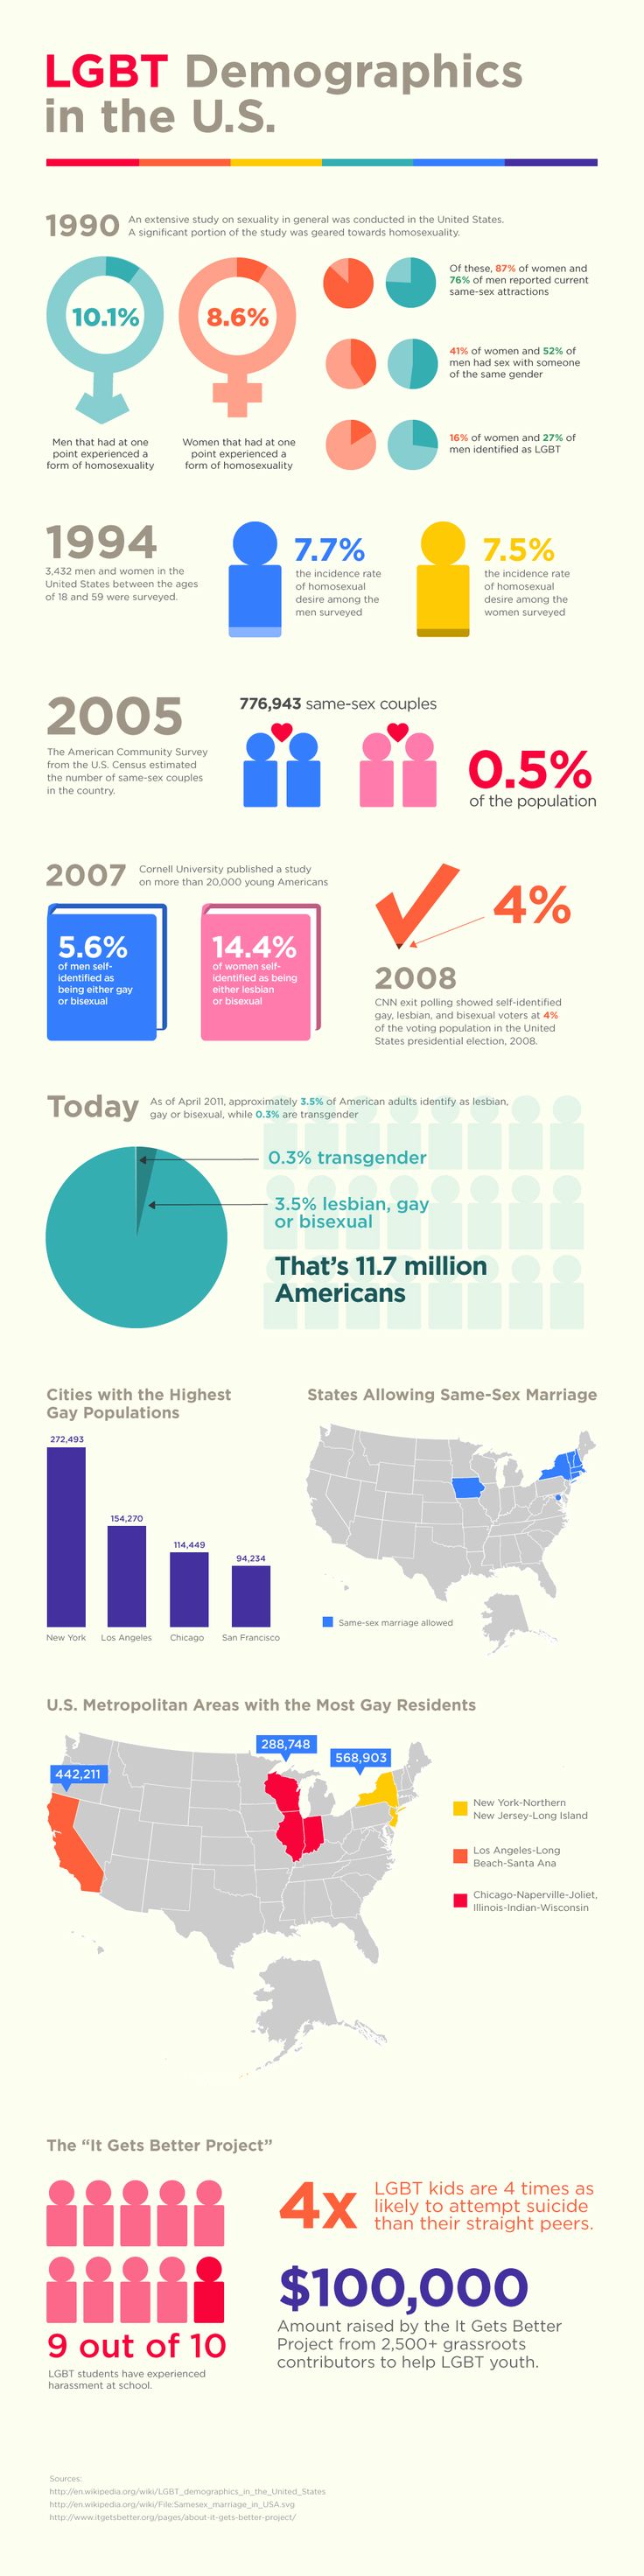 LGBT Demographics
in the U.S.
1990
An extensive study on sexuality in general was conducted in the United States.
A significant portion of the study was geared towards homosexuality.
10.1%
8.6%
Men that had at one
point experienced a
form of homosexuality
Women that had at one
point experienced a
form of homosexuality
Of these, 87% of women and
76% of men reported current
same-sex attractions
41% of women and 52% of
men had sex with someone
of the same gender
16% of women and 27% of
men identified as LGBT
1994
3,432 men and women in the
United States between the ages
of 18 and 59 were surveyed.
7.7%
the incidence rate
of homosexual
desire among the
men surveyed
7.5%
the incidence rate
of homosexual
desire among the
women surveyed
2005
The American Community Survey
from the U.S. Census estimated
the number of same-sex couples
in the country.
776,943 same-sex couples
0.5%
of the population
2007
Cornell University published a study
on more than 20,000 young Americans
5.6%
of men self-
identified as
being either gay
or bisexual
14.4%
of women self-
identified as being
either lesbian
or bisexual
4%
2008
CNN exit polling showed self-identified
gay, lesbian, and bisexual voters at 4%
of the voting population in the United
States presidential election, 2008.
Today
As of April 2011, approximately 3.5% of American adults identify as lesbian,
gay or bisexual, while 0.3% are transgender
0.3% transgender
3.5% lesbian, gay
or bisexual
That's 11.7 million
Americans
Cities with the Highest
Gay Populations
272,493
154,270
114,449
94,234
New York
Los Angeles
Chicago
San Francisco
States Allowing Same-Sex Marriage
Same-sex marriage allowed
U.S. Metropolitan Areas with the Most Gay Residents
442,211
288,748
568,903
New York-Northern
New Jersey-Long Island
Los Angeles-Long
Beach-Santa Ana
Chicago-Naperville-Joliet,
Illinois-Indian-Wisconsin
The "It Gets Better Project"
9 out of 10
LGBT students have experienced
harassment at school.
4x
LGBT kids are 4 times as
likely to attempt suicide
than their straight peers.
$100,000
Amount raised by the It Gets Better
Project from 2,500+ grassroots
contributors to help LGBT youth.
Sources:
http://en.wikipedia.org/wiki/LGBT_demographics_in_the_United_States
http://en.wikipedia.org/wiki/File:Samesex_marriage_in_USA.svg
http://www.itgetsbetter.org/pages/about-it-gets-better-project/